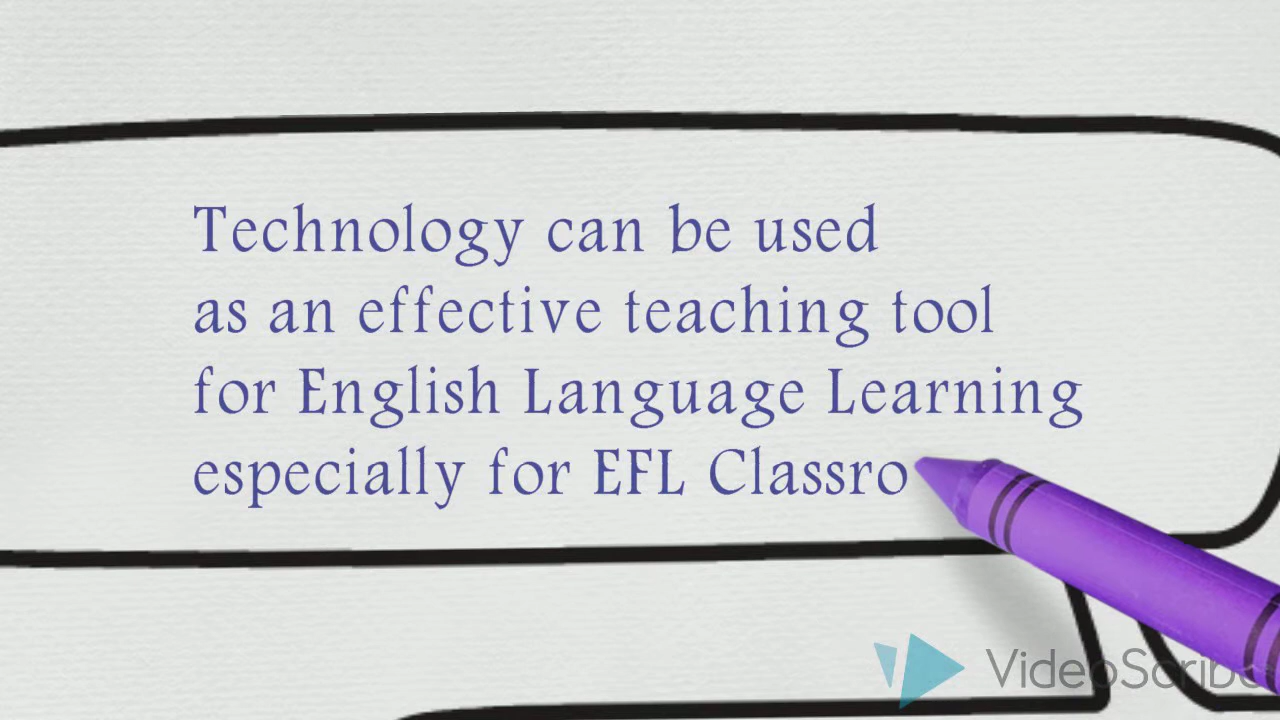 Technology can be used
as an effective teaching tool
for English Language Learning
especially for EFL Classro
VideoScribe